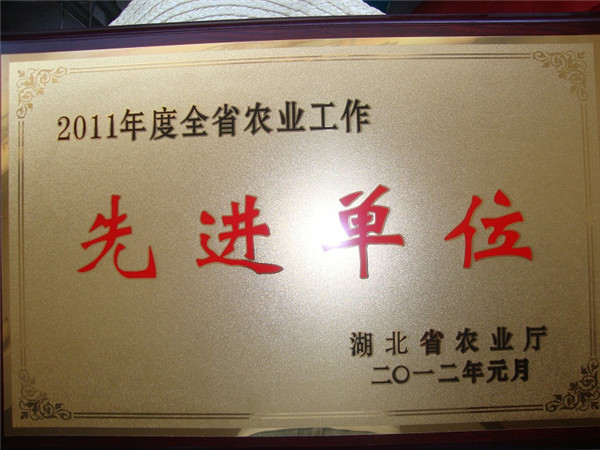 2011年度全省农业工作
先进单位
湖北省农业厅
二〇一二年元月